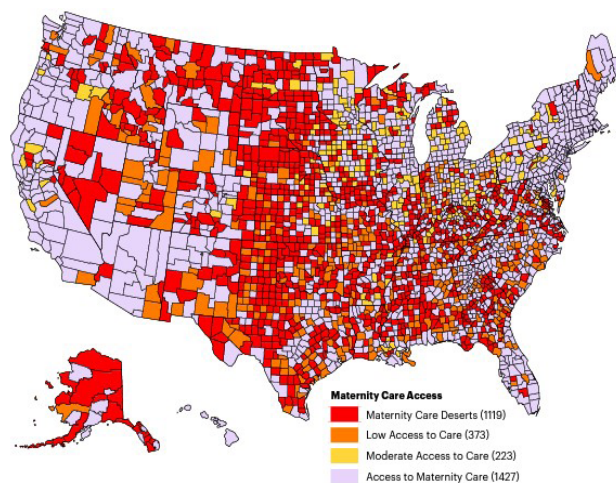 Maternity Care Access
Maternity Care Deserts (1119)
Low Access to Care (373)
Moderate Access to Care (223)
Access to Maternity Care (1427)